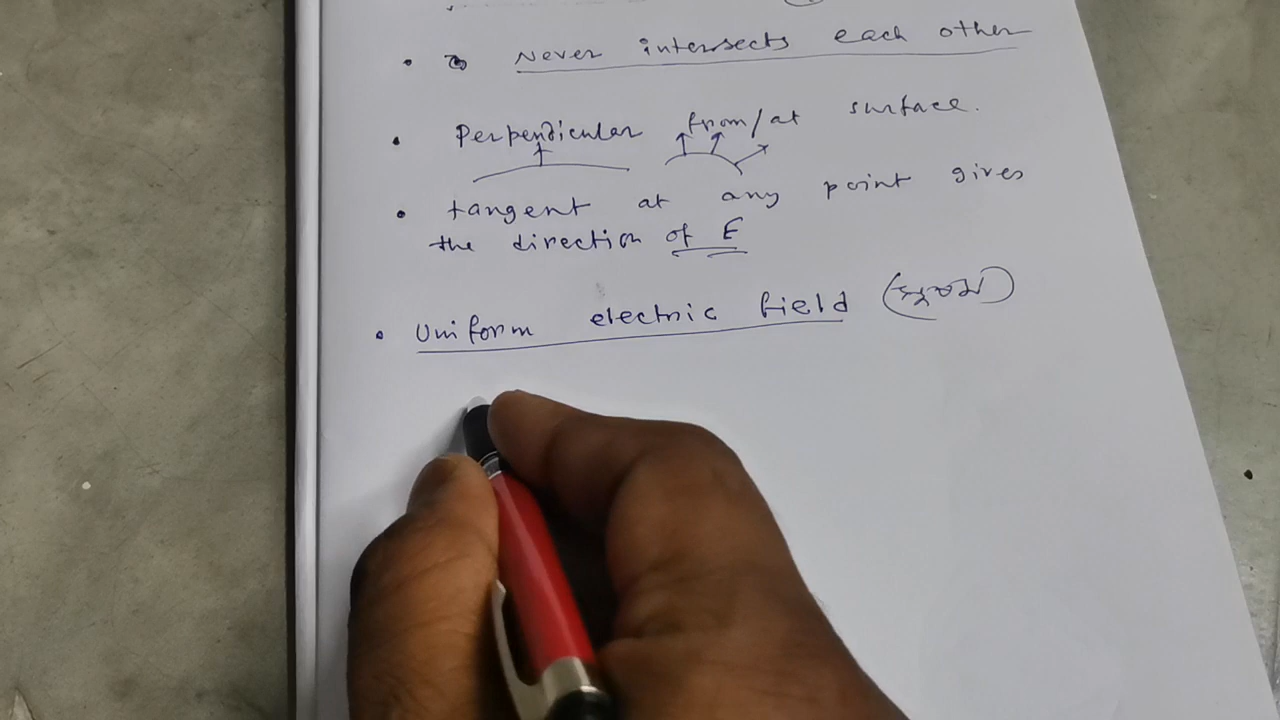 • Never intersects each other
• Perpendicular from/at surface.
• tangent at any point gives
the direction of E
• Uniform electric field